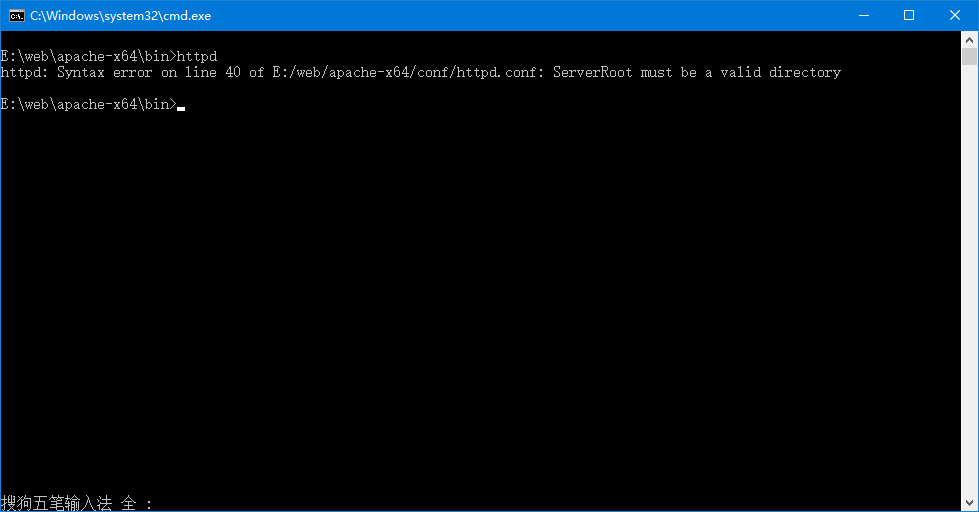 C:\Windows\system32\cmd.exe
E:\web\apache-x64\bin>httpd
httpd: Syntax error on line 40 of E:/web/apache-x64/conf/httpd.conf: ServerRoot must be a valid directory
E:\web\apache-x64\bin>
搜狗五笔输入法 全 :